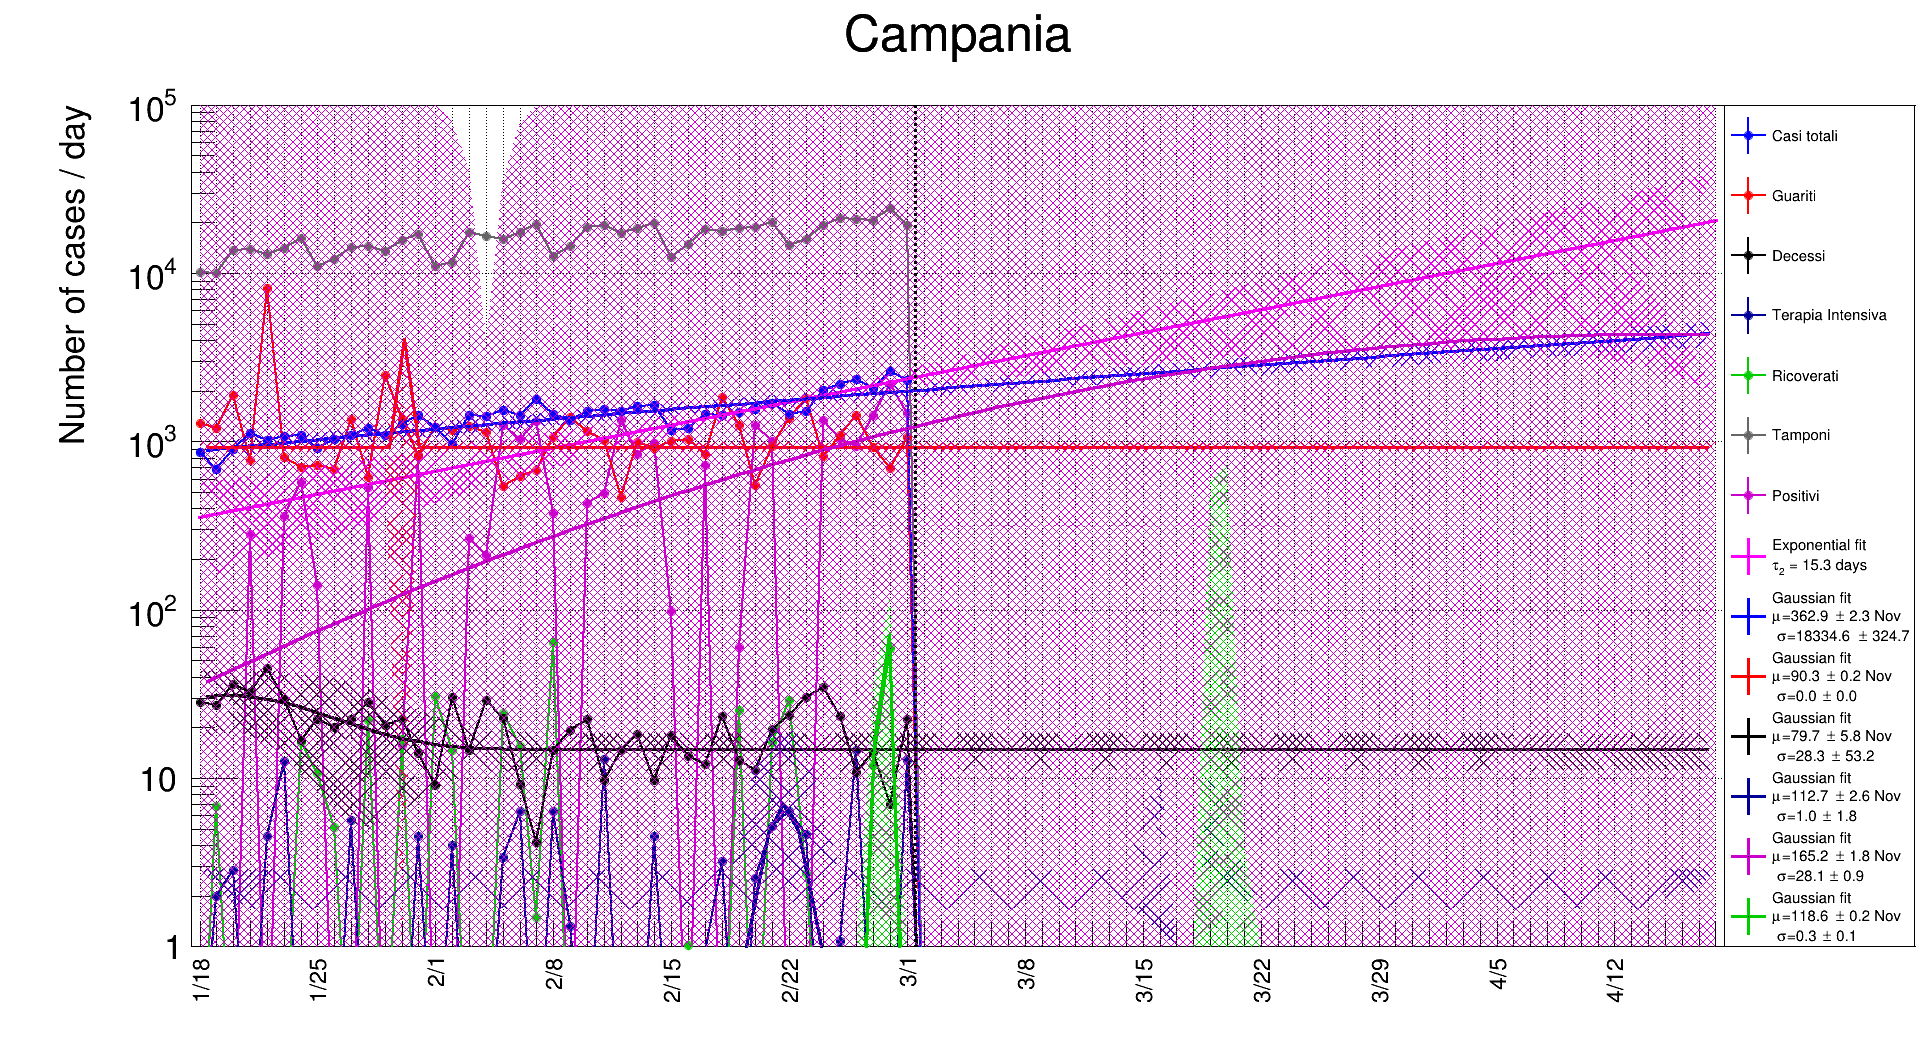 Campania
Number of cases / day
10^5
10^4
10^3
10^2
10
1
1/18
1/25
2/1
2/8
2/15
2/22
3/1
3/8
3/15
3/22
3/29
4/5
4/12
Casi totali
Guariti
Decessi
Terapia Intensiva
Ricoverati
Tamponi
Positivi
Exponential fit
τ₂ = 15.3 days
Gaussian fit
μ=362.9 ± 2.3 Nov
σ=18334.6 ± 324.7
Gaussian fit
μ=90.3 ± 0.2 Nov
σ=0.0 ± 0.0
Gaussian fit
μ=79.7 ± 5.8 Nov
σ=28.3 ± 53.2
Gaussian fit
μ=112.7 ± 2.6 Nov
σ=1.0 ± 1.8
Gaussian fit
μ=165.2 ± 1.8 Nov
σ=28.1 ± 0.9
Gaussian fit
μ=118.6 ± 0.2 Nov
σ=0.3 ± 0.1